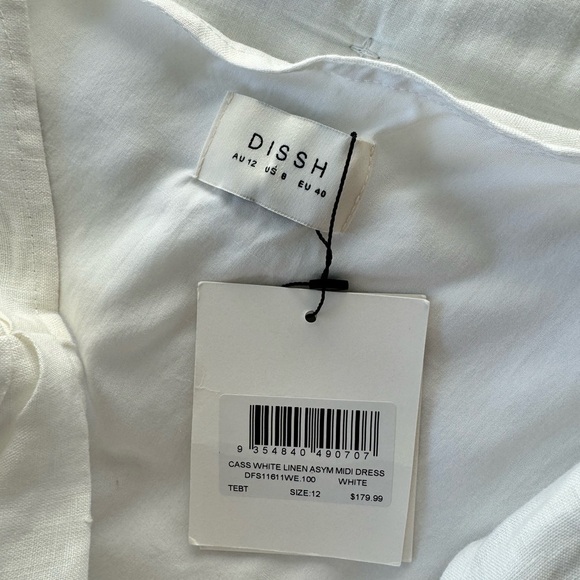 DISSH
AU 12 US 8 EU 40
9 354840 490707
CASS WHITE LINEN ASYM MIDI DRESS
DFS11611WE.100 WHITE
TEBT SIZE:12 $179.99